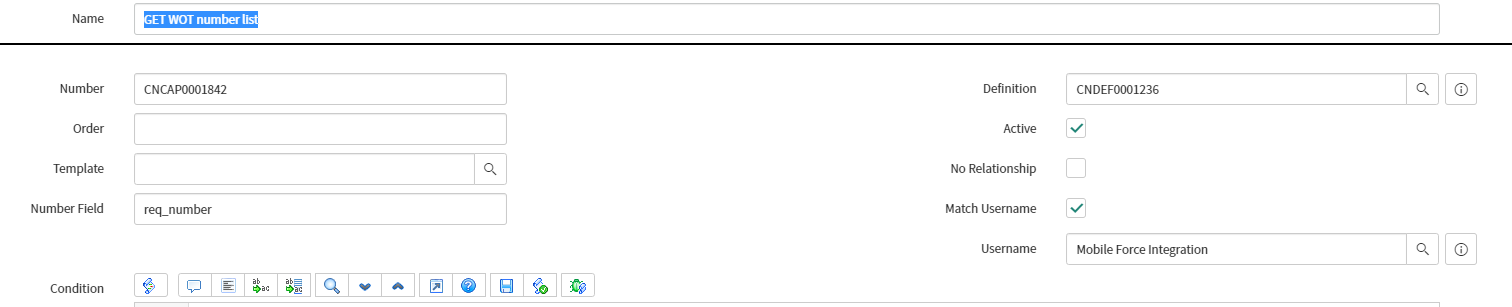 Name GET WOT number list
Number CNCAP0001842 Definition CNDEF0001236
Order Active
Template No Relationship
Number Field req_number Match Username
Username Mobile Force Integration
Condition